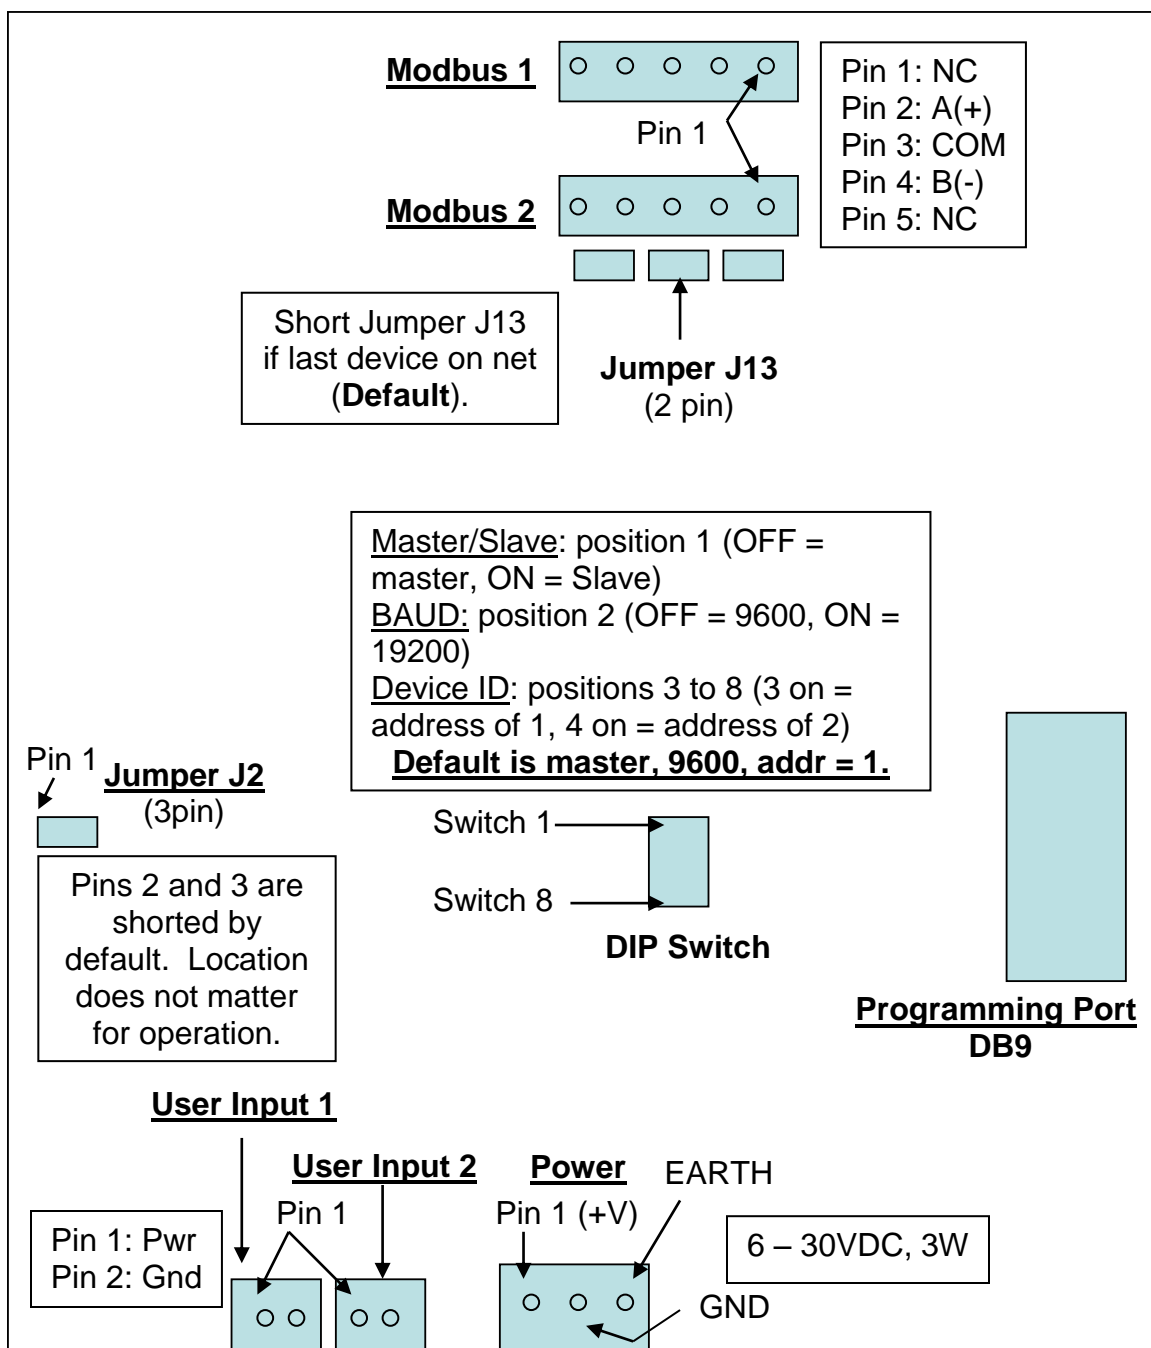 Modbus 1
Pin 1: NC
Pin 2: A(+)
Pin 3: COM
Pin 4: B(-)
Pin 5: NC
Pin 1
Modbus 2
Short Jumper J13
if last device on net
(Default).
Jumper J13
(2 pin)
Master/Slave: position 1 (OFF =
master, ON = Slave)
BAUD: position 2 (OFF = 9600, ON =
19200)
Device ID: positions 3 to 8 (3 on =
address of 1, 4 on = address of 2)
Default is master, 9600, addr = 1.
Pin 1
Jumper J2
(3pin)
Pins 2 and 3 are
shorted by
default.  Location
does not matter
for operation.
Switch 1
Switch 8
DIP Switch
Programming Port
DB9
User Input 1
User Input 2
Pin 1
Pin 1: Pwr
Pin 2: Gnd
Power
EARTH
Pin 1 (+V)
6 – 30VDC, 3W
GND